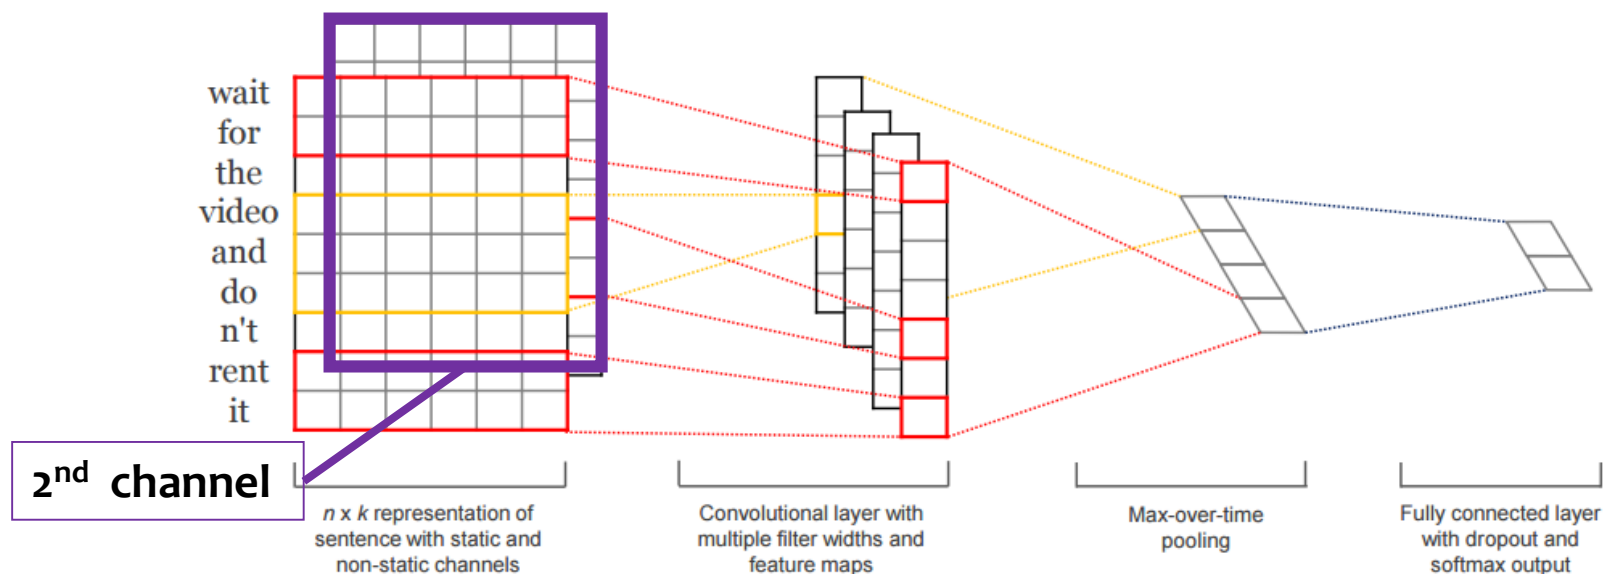 wait
for
the
video
and
do
n't
rent
it
2nd channel
n x k representation of
sentence with static and
non-static channels
Convolutional layer with
multiple filter widths and
feature maps
Max-over-time
pooling
Fully connected layer
with dropout and
softmax output